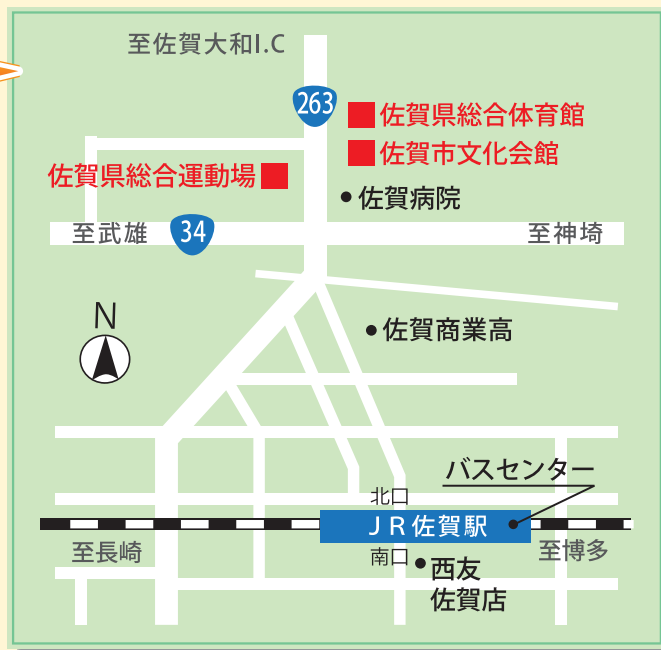 至佐賀大和I.C
263
佐賀県総合体育館
佐賀市文化会館
佐賀県総合運動場
佐賀病院
至武雄
34
至神埼
N
佐賀商業高
バスセンター
北口
JR佐賀駅
至長崎
南口
至博多
西友
佐賀店